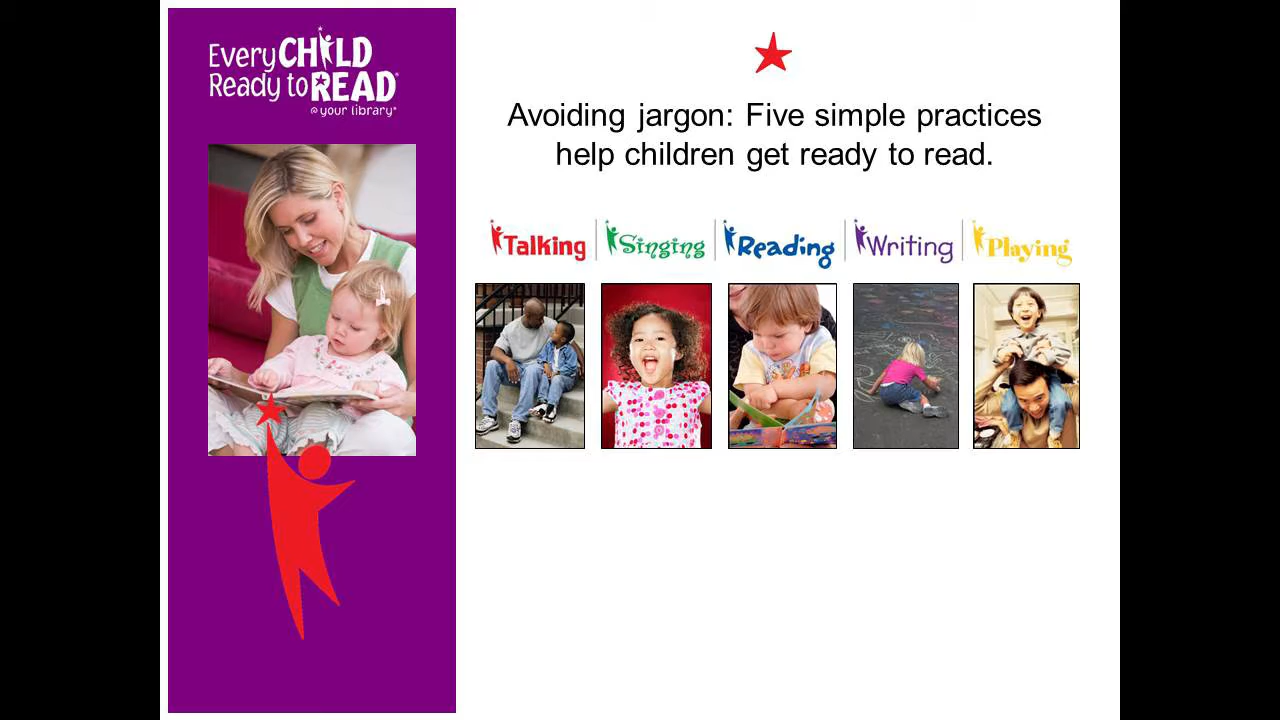 Every CHILD
Ready to READ®
@ your library®
Avoiding jargon: Five simple practices
help children get ready to read.
Talking Singing Reading Writing Playing